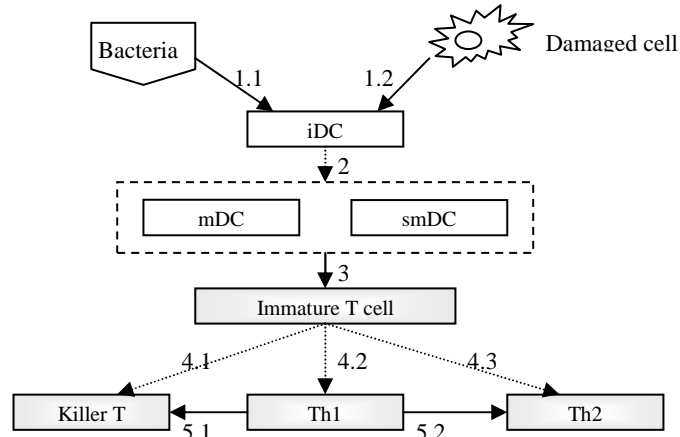 Bacteria
Damaged cell
1.1
1.2
iDC
2
mDC
smDC
3
Immature T cell
4.1
4.2
4.3
Killer T
Th1
Th2
5.1
5.2